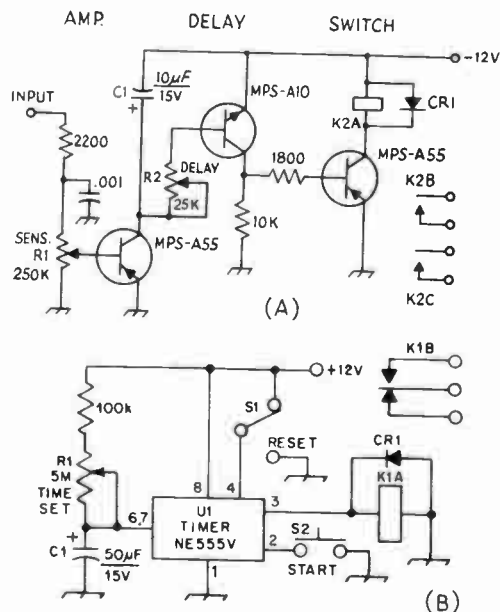 AMP. DELAY SWITCH
-12V
10µF
15V
C1
+
MPS-A10
INPUT
K2A
CR1
2200
DELAY
R2
25K
1800
MPS-A55
.001
K2B
10K
SENS.
R1
250K
MPS-A55
K2C
(A)
+12V
K1B
100k
S1
RESET
CR1
R1
5M
TIME
SET
8
4
3
K1A
6,7
U1
TIMER
NE555V
2
S2
START
+
C1
50µF
15V
1
(B)